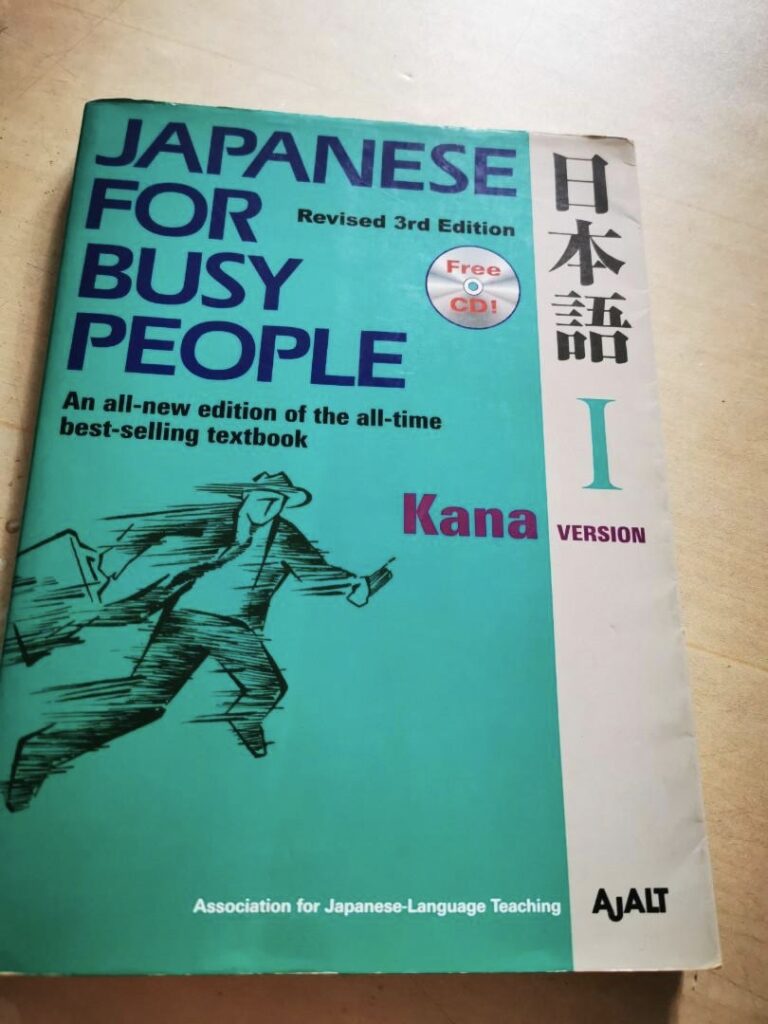 JAPANESE
FOR
BUSY
PEOPLE
Revised 3rd Edition
Free
CD!
An all-new edition of the all-time
best-selling textbook
日本語
I
Kana VERSION
Association for Japanese-Language Teaching
AJALT